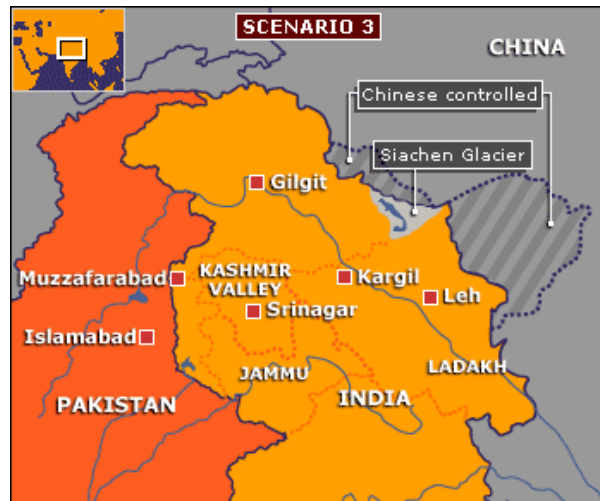 SCENARIO 3
CHINA
Chinese controlled
Siachen Glacier
Gilgit
Muzzafarabad
KASHMIR
VALLEY
Kargil
Leh
Srinagar
Islamabad
LADAKH
JAMMU
INDIA
PAKISTAN